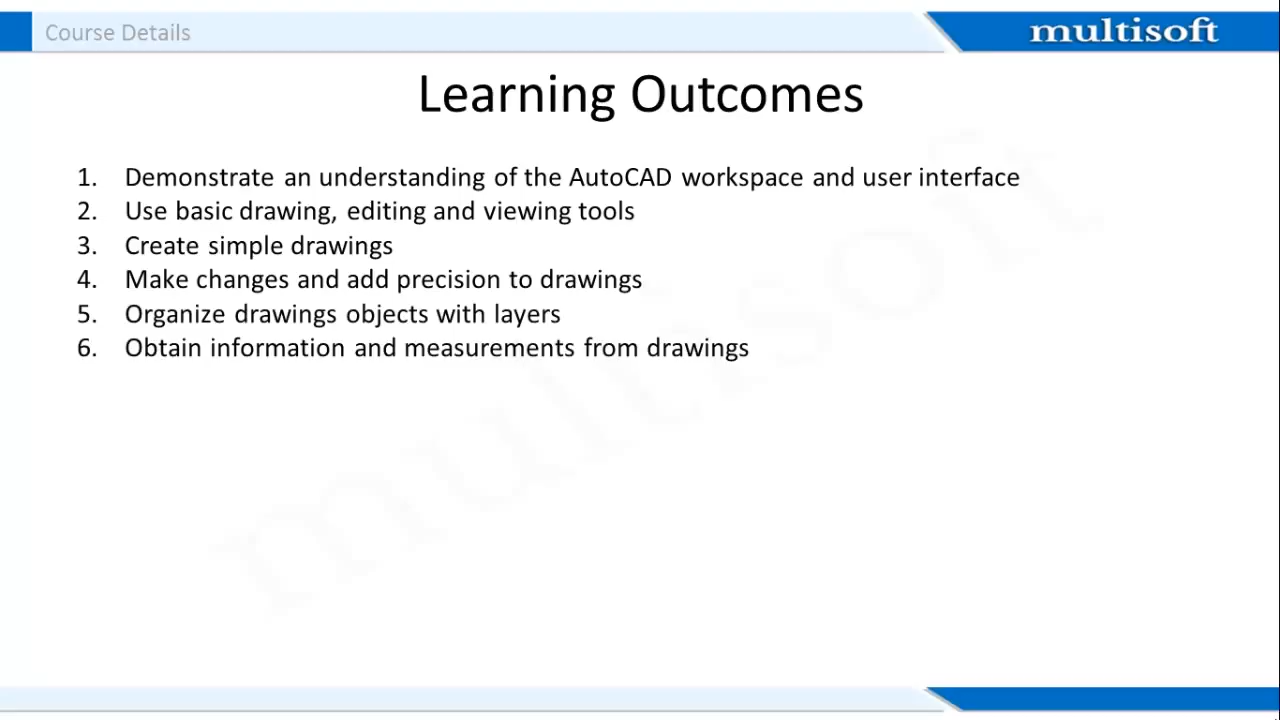 Course Details
multisoft
Learning Outcomes
1. Demonstrate an understanding of the AutoCAD workspace and user interface
2. Use basic drawing, editing and viewing tools
3. Create simple drawings
4. Make changes and add precision to drawings
5. Organize drawings objects with layers
6. Obtain information and measurements from drawings
multisoft